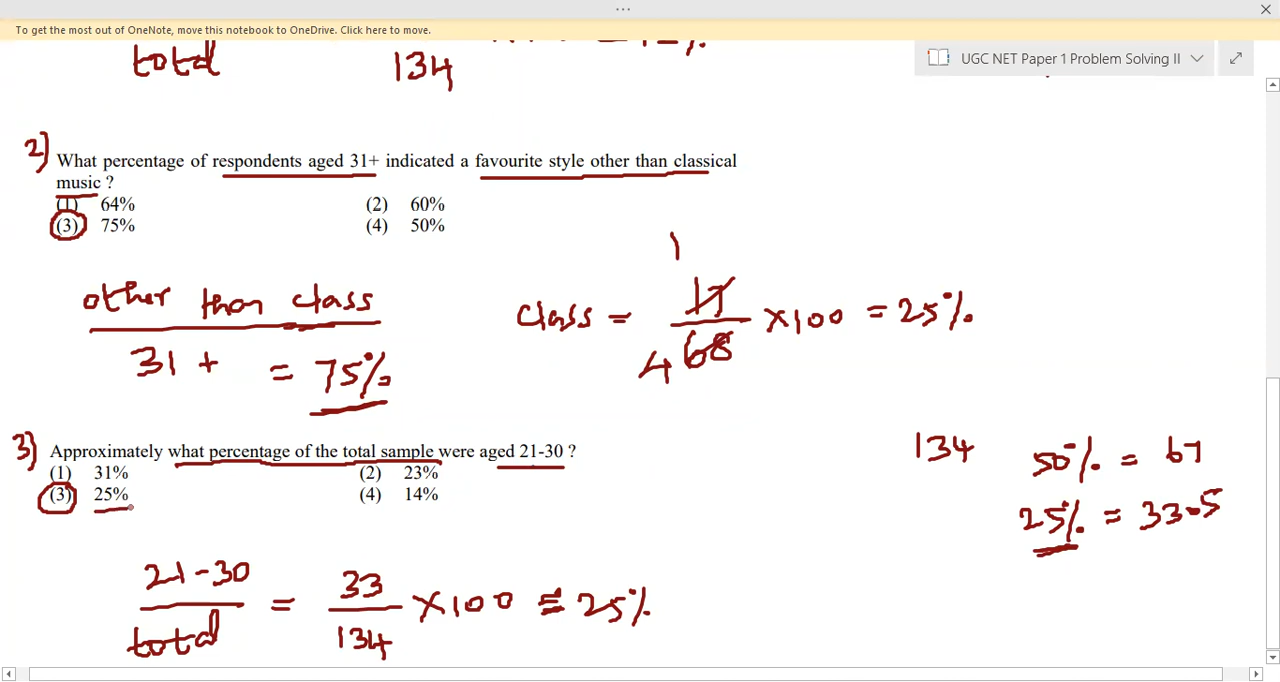 To get the most out of OneNote, move this notebook to OneDrive. Click here to move.
UGC NET Paper 1 Problem Solving II
total
134
2)
What percentage of respondents aged 31+ indicated a favourite style other than classical
music ?
(1) 64% (2) 60%
(3) 75% (4) 50%
other than class
31 + = 75%
class = 17 1
68 4 ×100 = 25%
3)
Approximately what percentage of the total sample were aged 21-30 ?
(1) 31% (2) 23%
(3) 25% (4) 14%
134 50% = 67
25% = 33.5
21-30
total = 33
134 ×100 = 25%